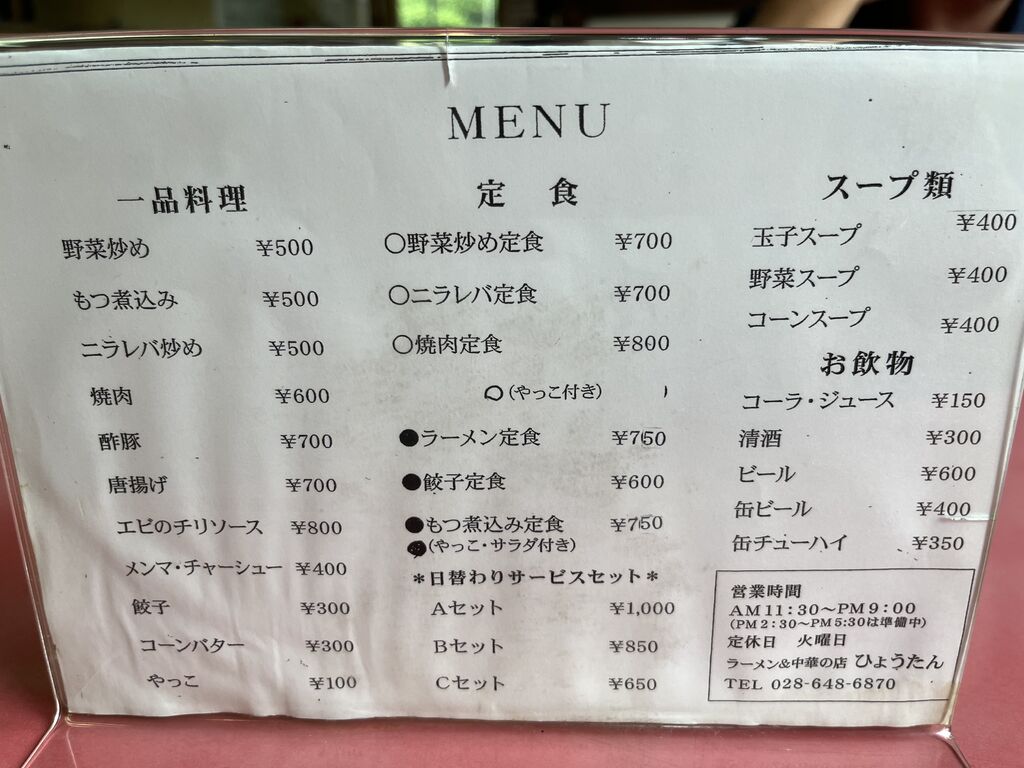 MENU
一品料理
野菜炒め ¥500
もつ煮込み ¥500
ニラレバ炒め ¥500
焼肉 ¥600
酢豚 ¥700
唐揚げ ¥700
エビのチリソース ¥800
メンマ・チャーシュー ¥400
餃子 ¥300
コーンバター ¥300
やっこ ¥100
定食
○野菜炒め定食 ¥700
○ニラレバ定食 ¥700
○焼肉定食 ¥800
○(やっこ付き)
●ラーメン定食 ¥750
●餃子定食 ¥600
●もつ煮込み定食 ¥750
●(やっこ・サラダ付き)
＊日替わりサービスセット＊
Aセット ¥1,000
Bセット ¥850
Cセット ¥650
スープ類
玉子スープ ¥400
野菜スープ ¥400
コーンスープ ¥400
お飲物
コーラ・ジュース ¥150
清酒 ¥300
ビール ¥600
缶ビール ¥400
缶チューハイ ¥350
営業時間
AM11:30～PM9:00
(PM2:30～PM5:30は準備中)
定休日 火曜日
ラーメン&中華の店 ひょうたん
TEL 028-648-6870